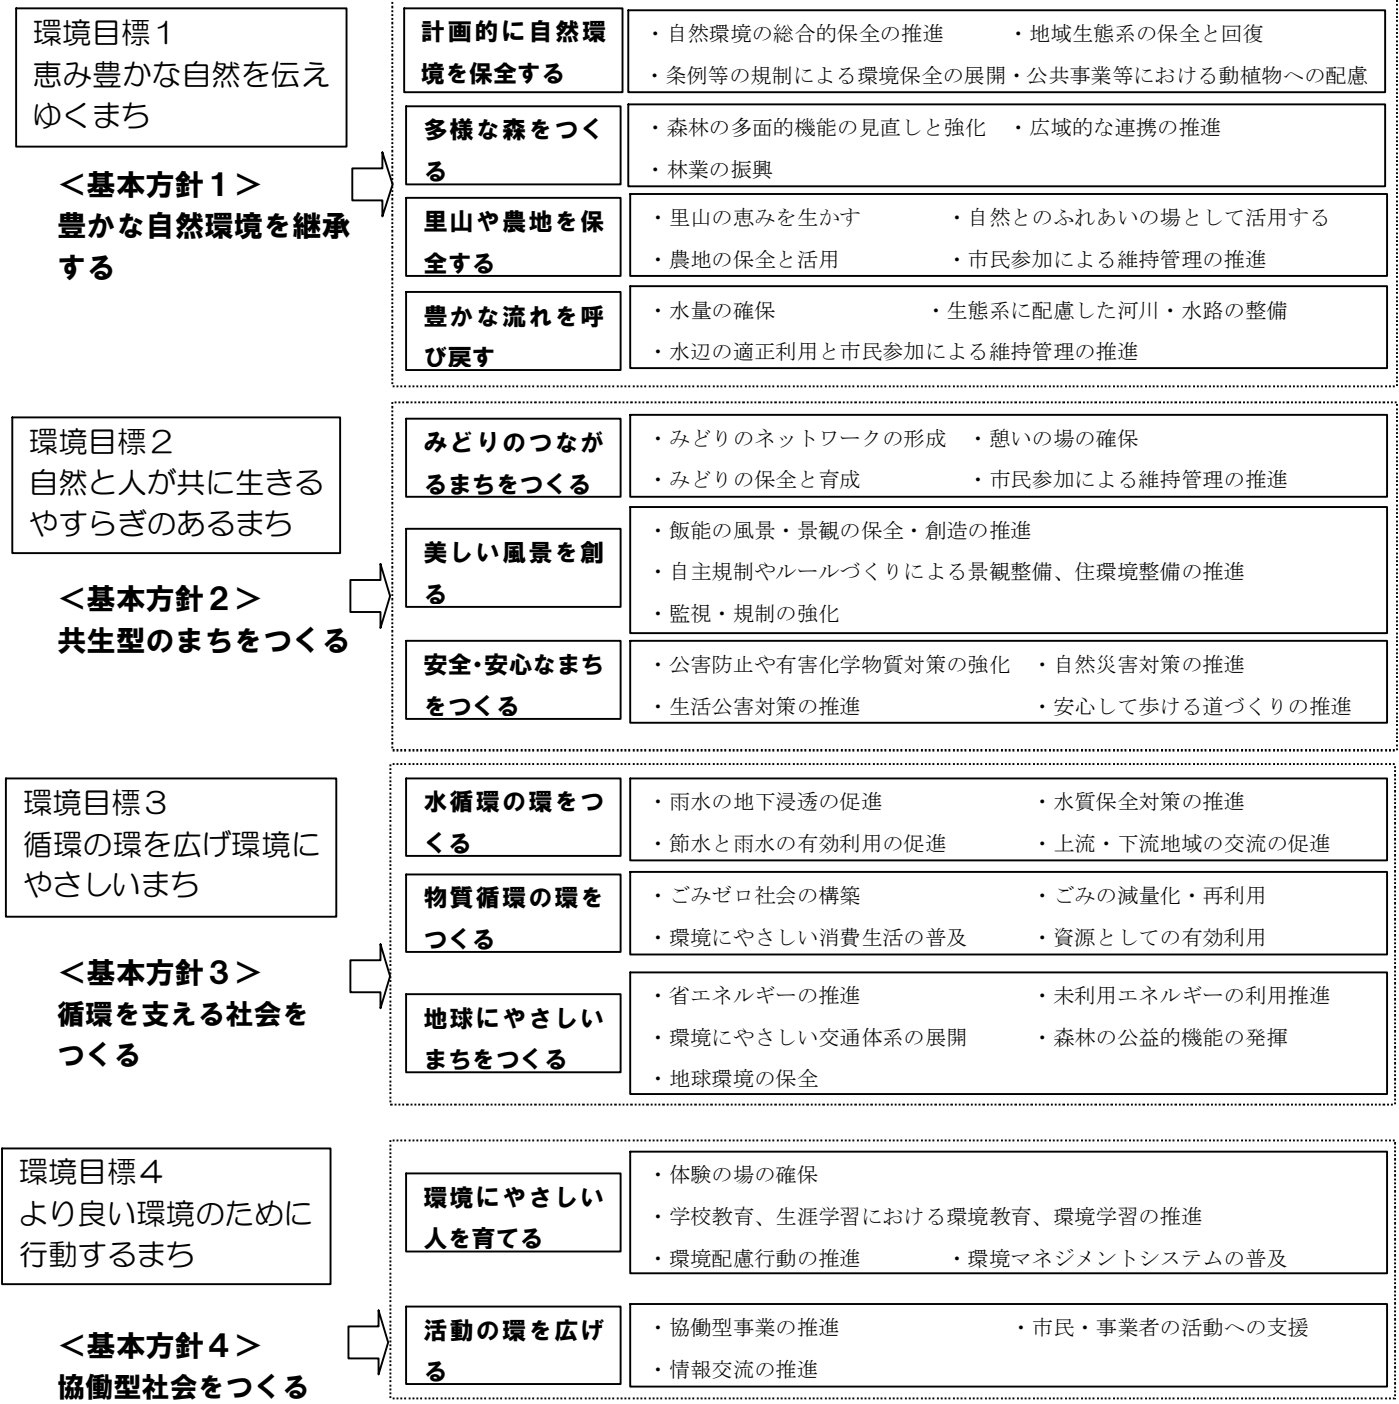 環境目標１
恵み豊かな自然を伝え
ゆくまち
＜基本方針１＞
豊かな自然環境を継承
する
計画的に自然環
境を保全する
・自然環境の総合的保全の推進　・地域生態系の保全と回復
・条例等の規制による環境保全の展開・公共事業等における動植物への配慮
多様な森をつく
る
・森林の多面的機能の見直しと強化　・広域的な連携の推進
・林業の振興
里山や農地を保
全する
・里山の恵みを生かす　・自然とのふれあいの場として活用する
・農地の保全と活用　・市民参加による維持管理の推進
豊かな流れを呼
び戻す
・水量の確保　・生態系に配慮した河川・水路の整備
・水辺の適正利用と市民参加による維持管理の推進
環境目標２
自然と人が共に生きる
やすらぎのあるまち
＜基本方針２＞
共生型のまちをつくる
みどりのつなが
るまちをつくる
・みどりのネットワークの形成　・憩いの場の確保
・みどりの保全と育成　・市民参加による維持管理の推進
美しい風景を創
る
・飯能の風景・景観の保全・創造の推進
・自主規制やルールづくりによる景観整備、住環境整備の推進
・監視・規制の強化
安全・安心なまち
をつくる
・公害防止や有害化学物質対策の強化　・自然災害対策の推進
・生活公害対策の推進　・安心して歩ける道づくりの推進
環境目標３
循環の環を広げ環境に
やさしいまち
＜基本方針３＞
循環を支える社会を
つくる
水循環の環をつ
くる
・雨水の地下浸透の促進　・水質保全対策の推進
・節水と雨水の有効利用の促進　・上流・下流地域の交流の促進
物質循環の環を
つくる
・ごみゼロ社会の構築　・ごみの減量化・再利用
・環境にやさしい消費生活の普及　・資源としての有効利用
地球にやさしい
まちをつくる
・省エネルギーの推進　・未利用エネルギーの利用推進
・環境にやさしい交通体系の展開　・森林の公益的機能の発揮
・地球環境の保全
環境目標４
より良い環境のために
行動するまち
＜基本方針４＞
協働型社会をつくる
環境にやさしい
人を育てる
・体験の場の確保
・学校教育、生涯学習における環境教育、環境学習の推進
・環境配慮行動の推進　・環境マネジメントシステムの普及
活動の環を広げ
る
・協働型事業の推進　・市民・事業者の活動への支援
・情報交流の推進